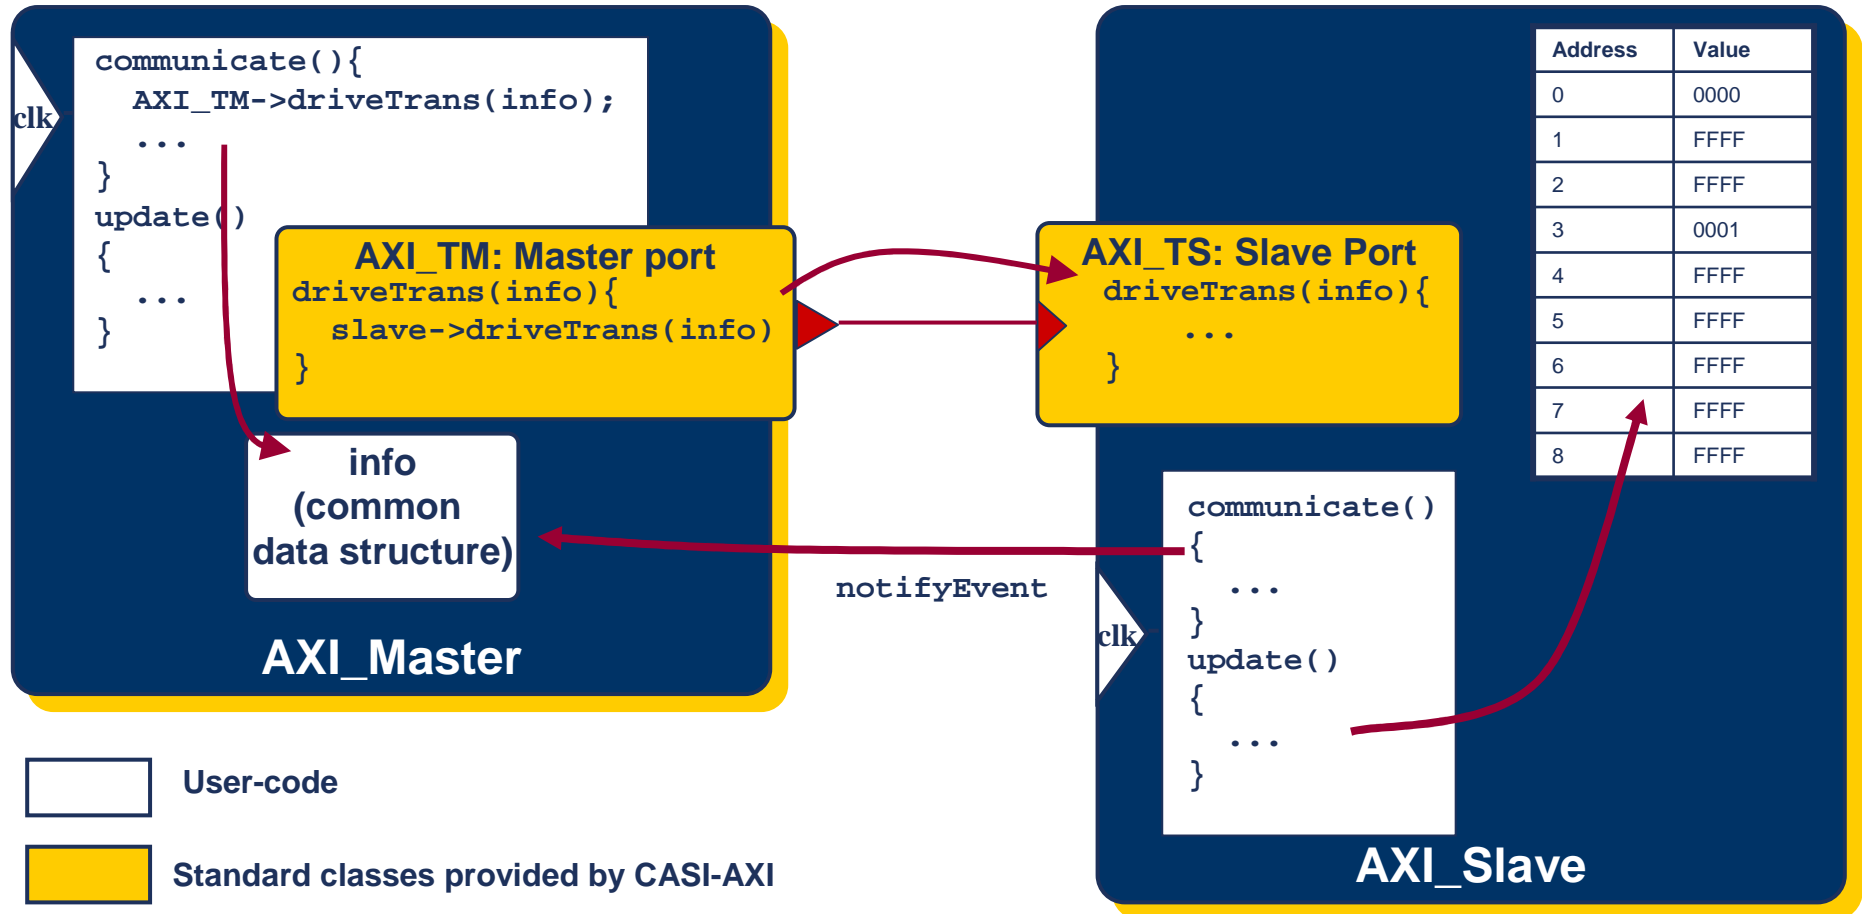 clk
communicate(){
AXI_TM->driveTrans(info);
...
}
update()
{
...
}
AXI_TM: Master port
driveTrans(info){
slave->driveTrans(info)
}
info
(common
data structure)
AXI_Master
notifyEvent
AXI_TS: Slave Port
driveTrans(info){
...
}
Address Value
0 0000
1 FFFF
2 FFFF
3 0001
4 FFFF
5 FFFF
6 FFFF
7 FFFF
8 FFFF
clk
communicate()
{
...
}
update()
{
...
}
AXI_Slave
User-code
Standard classes provided by CASI-AXI